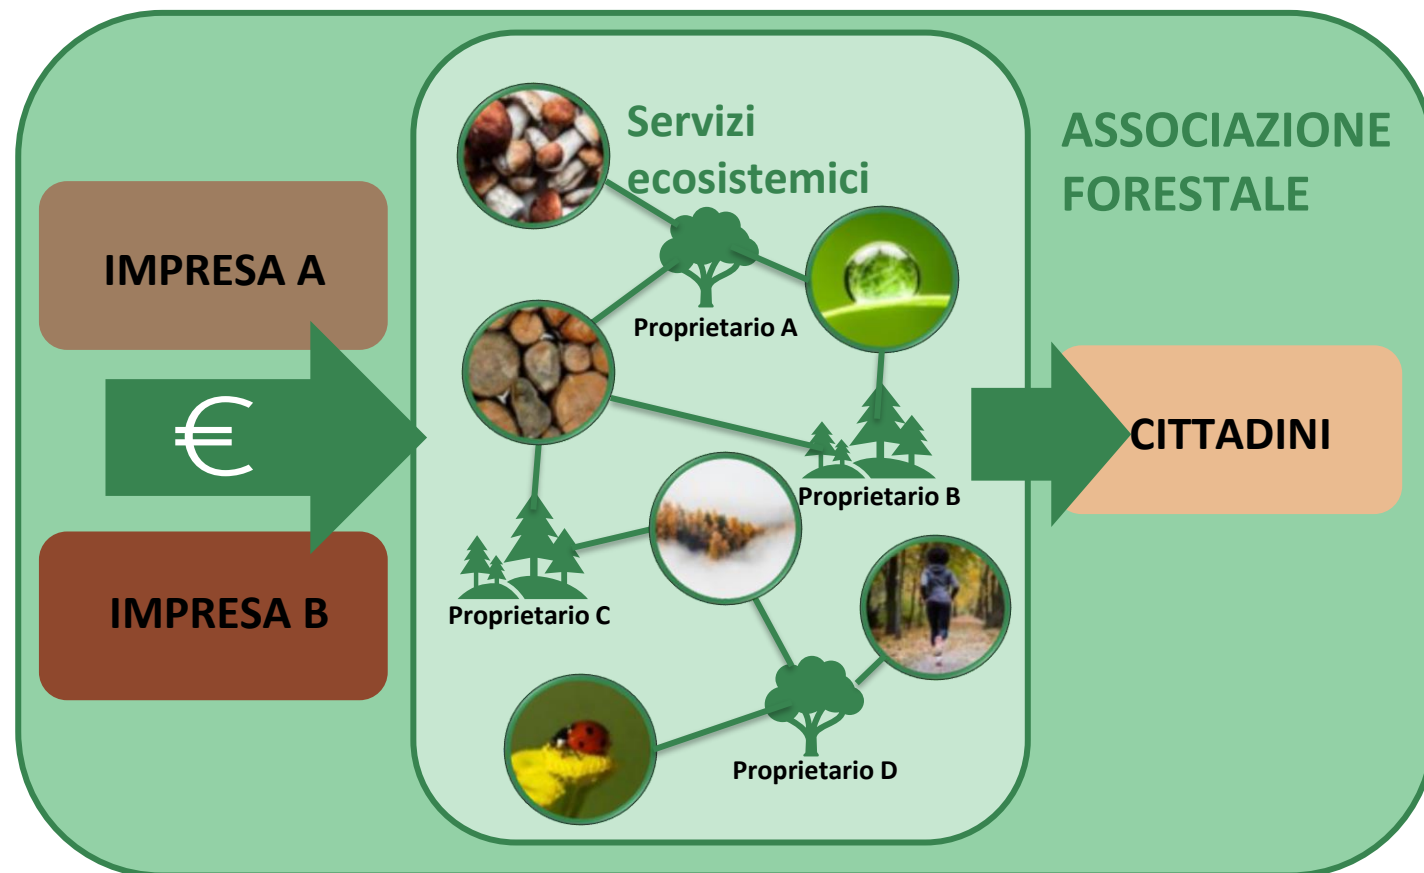 Servizi
ecosistemici
ASSOCIAZIONE
FORESTALE
IMPRESA A
Proprietario A
€
CITTADINI
Proprietario B
IMPRESA B
Proprietario C
Proprietario D